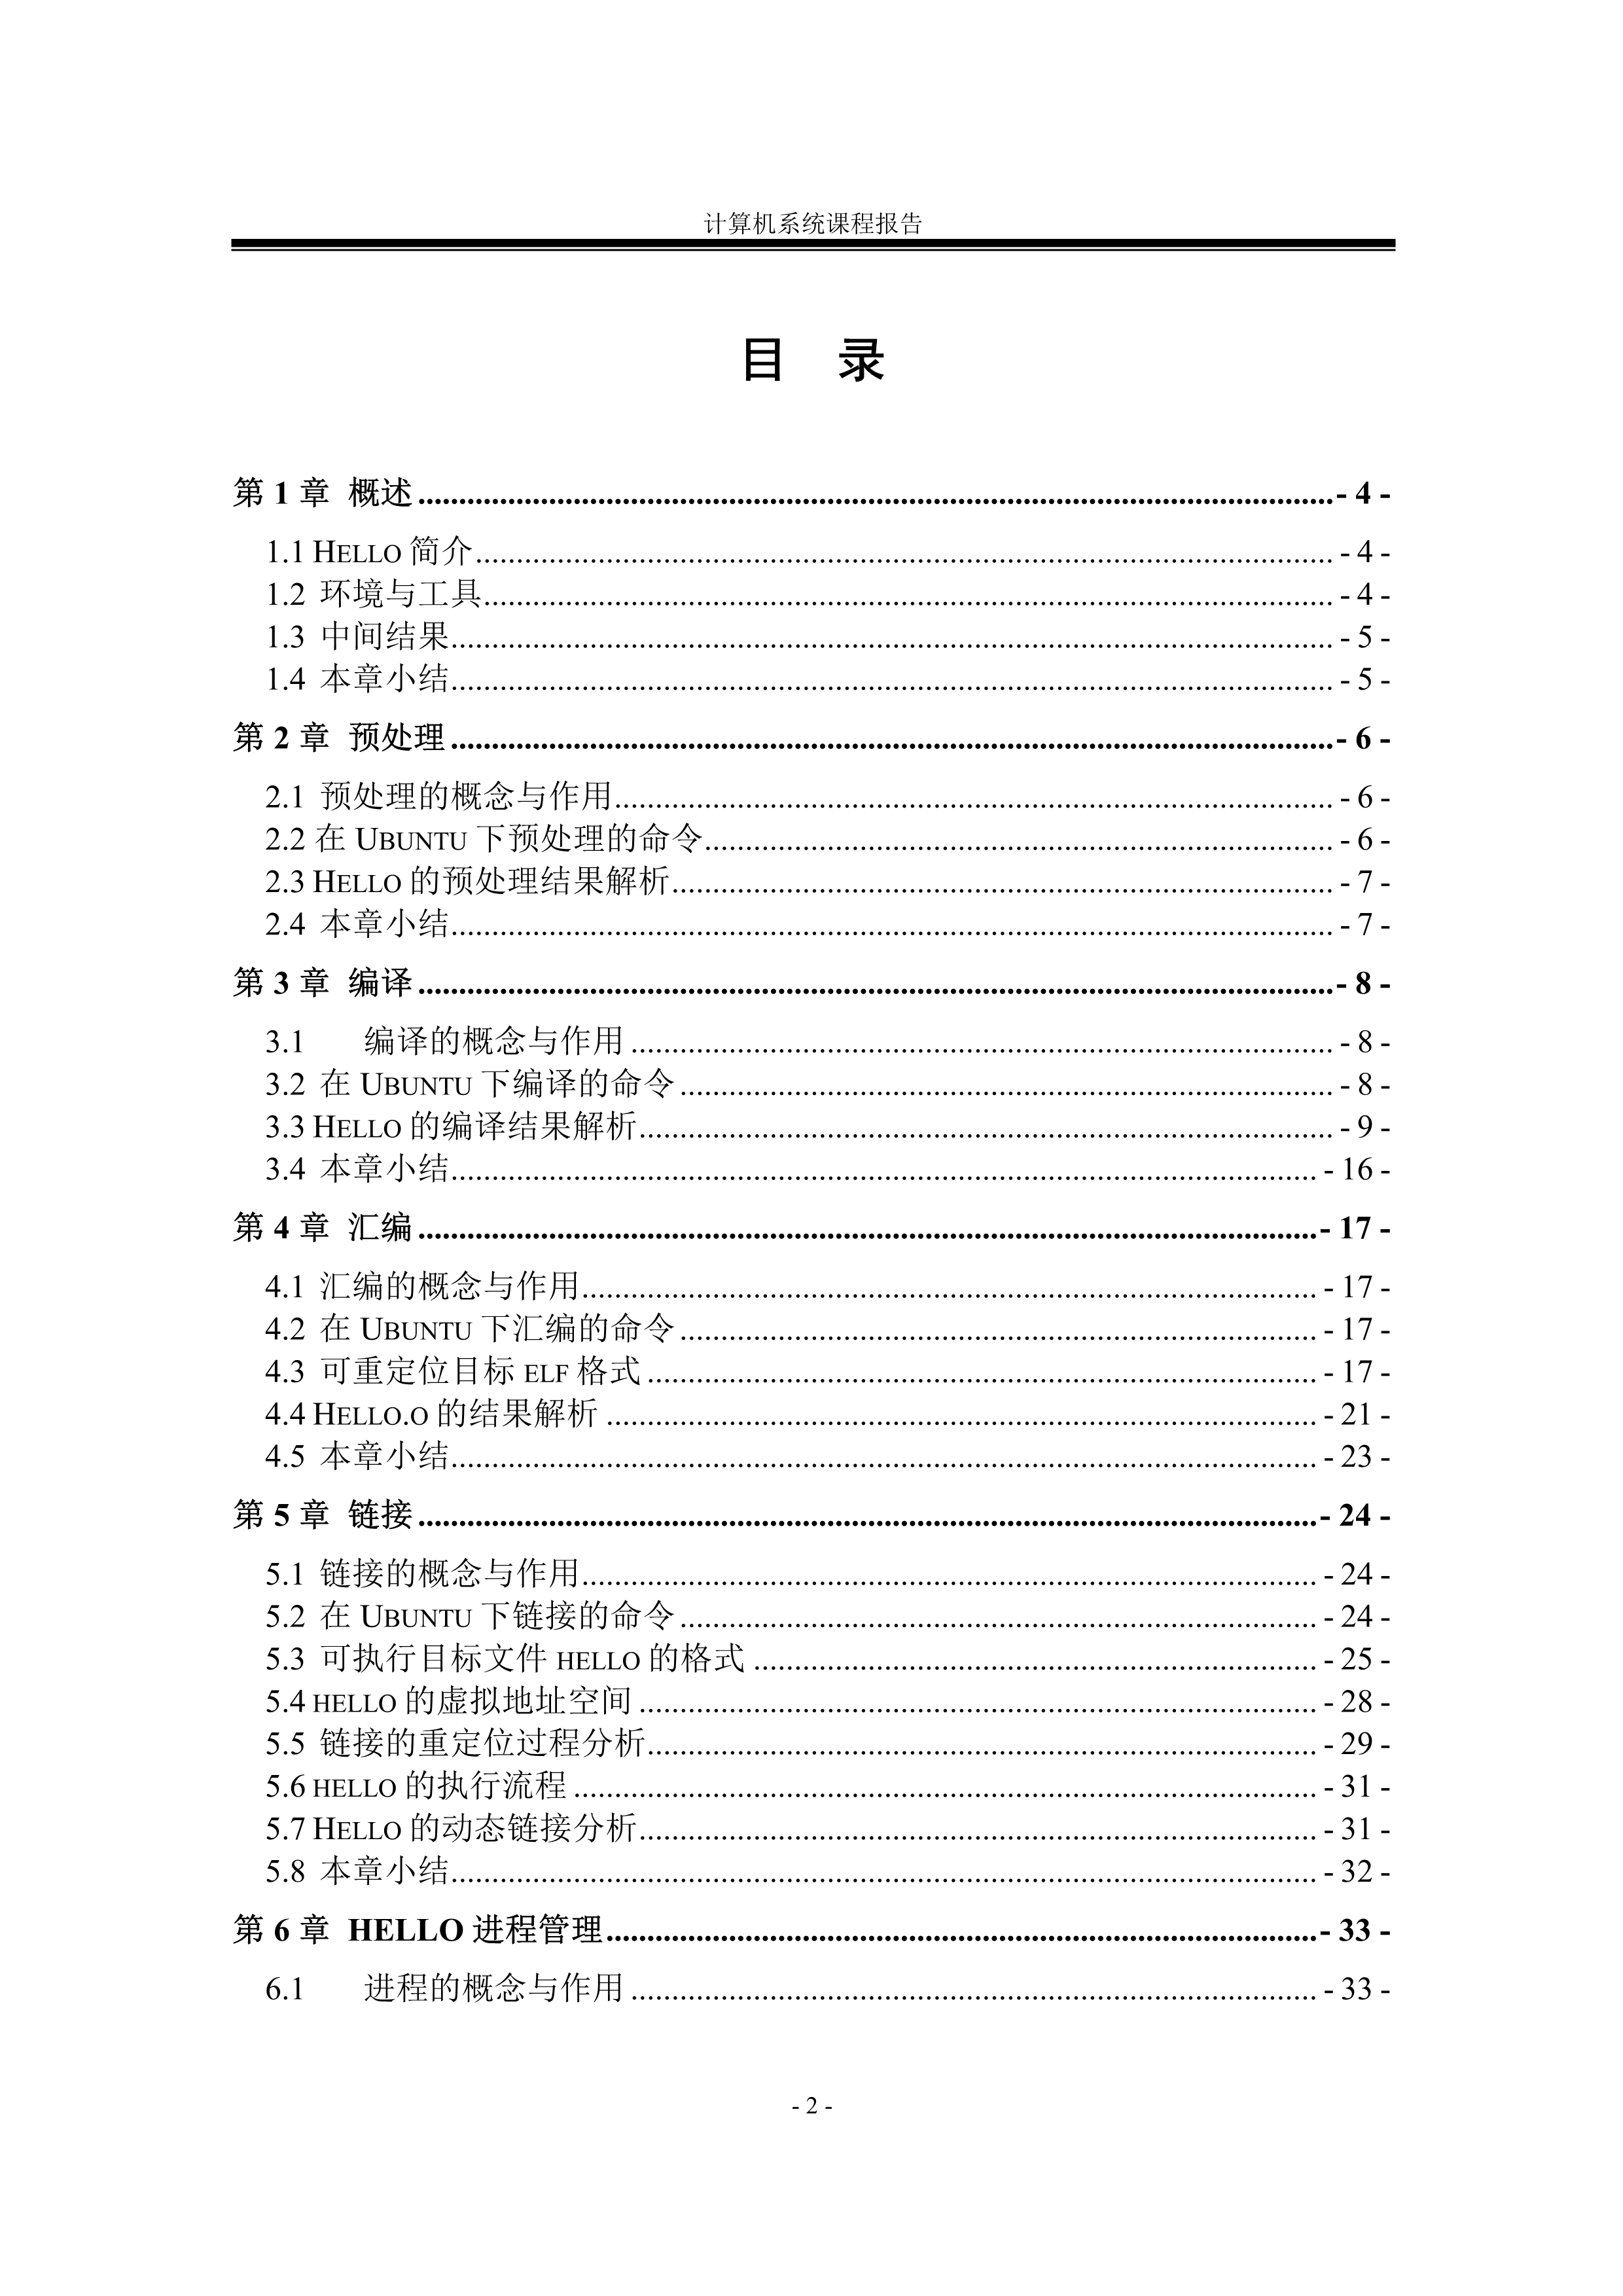 计算机系统课程报告
目 录
第 1 章 概述 - 4 -
1.1 HELLO 简介 - 4 -
1.2 环境与工具 - 4 -
1.3 中间结果 - 5 -
1.4 本章小结 - 5 -
第 2 章 预处理 - 6 -
2.1 预处理的概念与作用 - 6 -
2.2 在 UBUNTU 下预处理的命令 - 6 -
2.3 HELLO 的预处理结果解析 - 7 -
2.4 本章小结 - 7 -
第 3 章 编译 - 8 -
3.1 编译的概念与作用 - 8 -
3.2 在 UBUNTU 下编译的命令 - 8 -
3.3 HELLO 的编译结果解析 - 9 -
3.4 本章小结 - 16 -
第 4 章 汇编 - 17 -
4.1 汇编的概念与作用 - 17 -
4.2 在 UBUNTU 下汇编的命令 - 17 -
4.3 可重定位目标 ELF 格式 - 17 -
4.4 HELLO.O 的结果解析 - 21 -
4.5 本章小结 - 23 -
第 5 章 链接 - 24 -
5.1 链接的概念与作用 - 24 -
5.2 在 UBUNTU 下链接的命令 - 24 -
5.3 可执行目标文件 HELLO 的格式 - 25 -
5.4 HELLO 的虚拟地址空间 - 28 -
5.5 链接的重定位过程分析 - 29 -
5.6 HELLO 的执行流程 - 31 -
5.7 HELLO 的动态链接分析 - 31 -
5.8 本章小结 - 32 -
第 6 章 HELLO 进程管理 - 33 -
6.1 进程的概念与作用 - 33 -
- 2 -